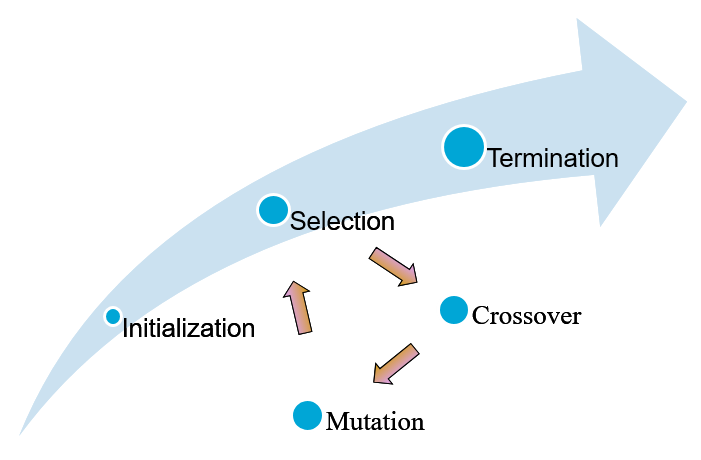 Termination
Selection
Initialization
Crossover
Mutation